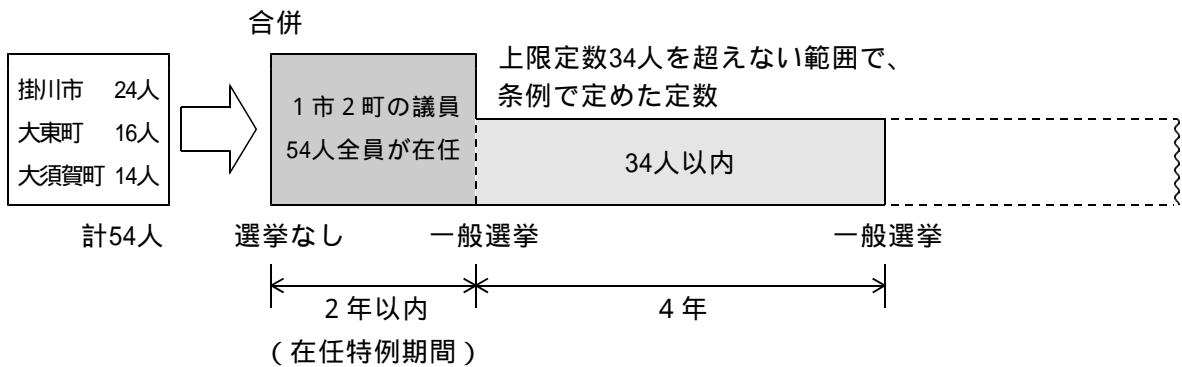 合併
掛川市 24人
大東町 16人
大須賀町 14人
計54人
1市2町の議員
54人全員が在任
上限定数34人を超えない範囲で、
条例で定めた定数
34人以内
選挙なし
一般選挙
一般選挙
2年以内
(在任特例期間)
4年